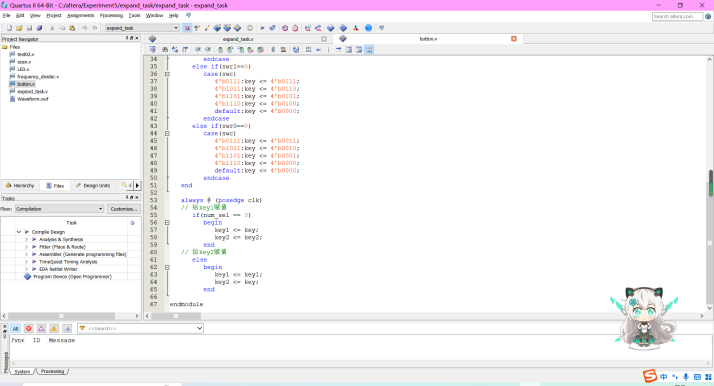 Quartus II 64-Bit - C:/altera/Experiment5/expand_task/expand_task - expand_task
File Edit View Project Assignments Processing Tools Window Help
Search altera.com
expand_task
Project Navigator
expand_task.v
button.v
Files
test02.v
scan.v
LED.v
frequency_divider.v
button.v
expand_task.v
Waveform.vwf
Hierarchy Files Design Units
Tasks
Flow: Compilation Customize...
Task
Compile Design
Analysis & Synthesis
Fitter (Place & Route)
Assembler (Generate programming files)
TimeQuest Timing Analysis
EDA Netlist Writer
Program Device (Open Programmer)
34 endcase
35 else if(swr1==0)
36 case(swc)
37 4'b0111:key <= 4'b0111;
38 4'b1011:key <= 4'b0110;
39 4'b1101:key <= 4'b0101;
40 4'b1110:key <= 4'b0100;
41 default:key <= 4'b0000;
42 endcase
43 else if(swr0==0)
44 case(swc)
45 4'b0111:key <= 4'b0011;
46 4'b1011:key <= 4'b0010;
47 4'b1101:key <= 4'b0001;
48 4'b1110:key <= 4'b0000;
49 default:key <= 4'b0000;
50 endcase
51 end
52
53 always @ (posedge clk)
54 // 给key1赋值
55 if(num_sel == 0)
56 begin
57 key1 <= key;
58 key2 <= key2;
59 end
60 // 给key2赋值
61 else
62 begin
63 key1 <= key1;
64 key2 <= key;
65 end
66
67 endmodule
All
<<Search>>
Type ID Message
Messages
System Processing
中